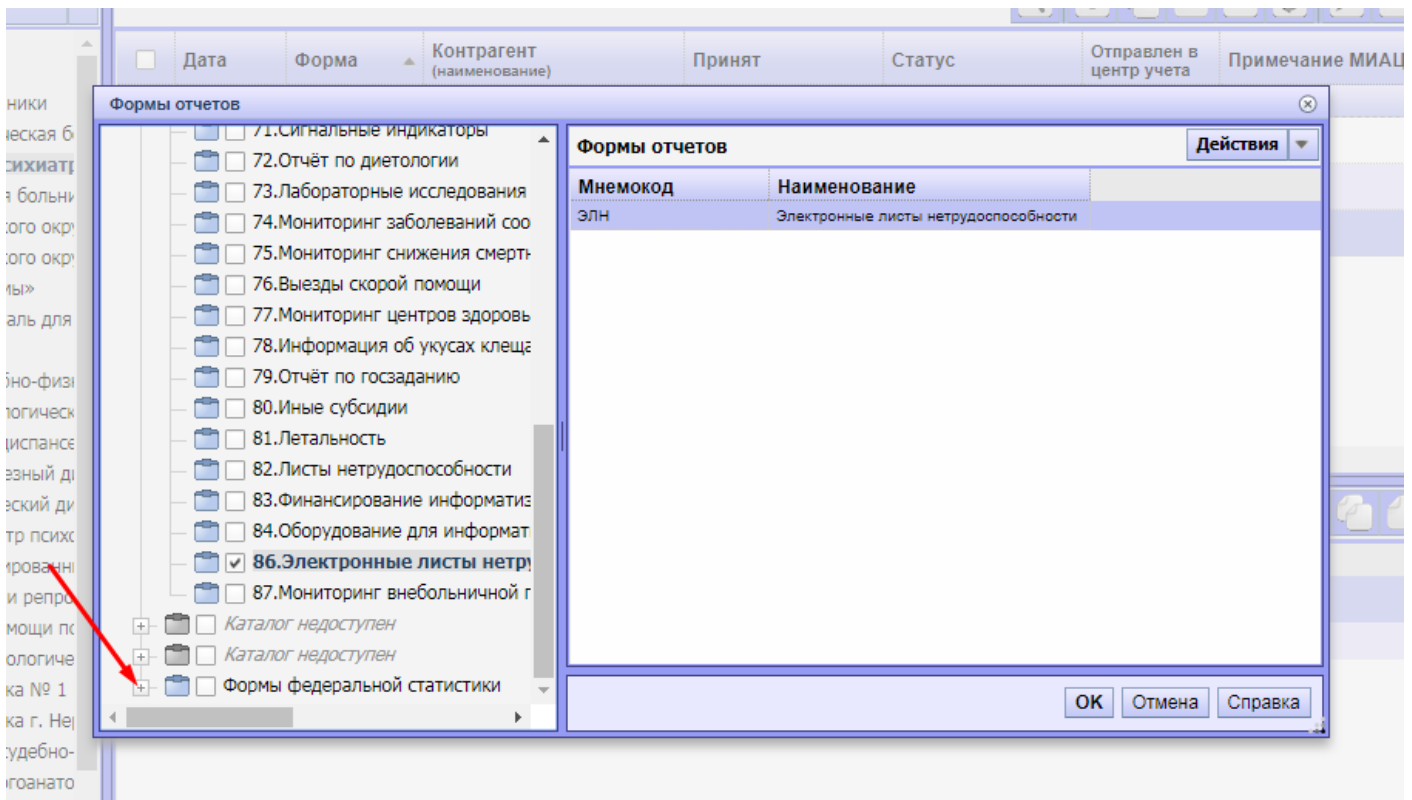 Дата
Форма
Контрагент
(наименование)
Принят
Статус
Отправлен в
центр учета
Примечание МИАЦ
Формы отчетов
71.Сигнальные индикаторы
72.Отчёт по диетологии
73.Лабораторные исследования
74.Мониторинг заболеваний соо
75.Мониторинг снижения смертн
76.Выезды скорой помощи
77.Мониторинг центров здоровь
78.Информация об укусах клеща
79.Отчёт по госзаданию
80.Иные субсидии
81.Летальность
82.Листы нетрудоспособности
83.Финансирование информатиз
84.Оборудование для информат
86.Электронные листы нетру
87.Мониторинг внебольничной п
Каталог недоступен
Каталог недоступен
Формы федеральной статистики
Формы отчетов
Действия
Мнемокод
Наименование
ЭЛН
Электронные листы нетрудоспособности
OK
Отмена
Справка
ники
ческая б
сихиатр
я больни
кого окру
кого окру
мы»
аль для
но-физи
логическ
диспансе
езный ди
еский ди
тр психо
ированн
и репро
мощи по
ологиче
ка № 1
ка г. Нер
судебно-
огоанато